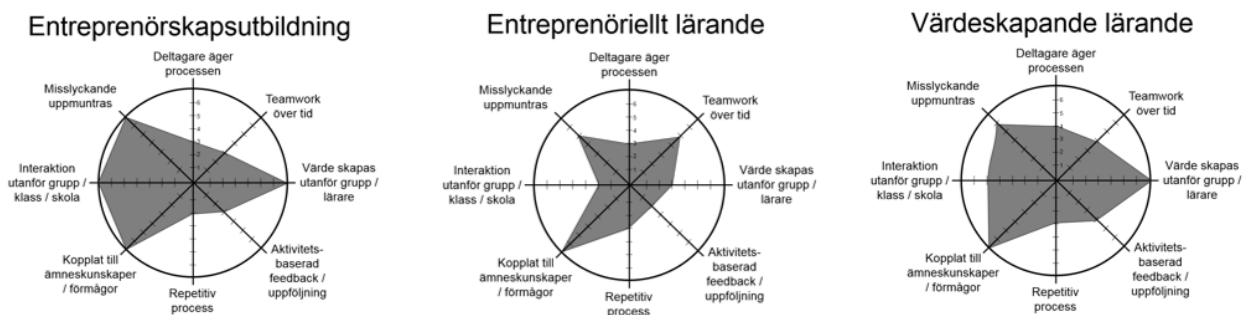 Entreprenörskapsutbildning
Deltagare äger
processen
Misslyckande
uppmuntras
Teamwork
över tid
Interaktion
utanför grupp /
klass / skola
Värde skapas
utanför grupp /
lärare
Kopplat till
ämneskunskaper
/ förmågor
Aktivitets-
baserad
feedback /
uppföljning
Repetitiv
process
Entreprenöriellt lärande
Deltagare äger
processen
Misslyckande
uppmuntras
Teamwork
över tid
Interaktion
utanför grupp /
klass / skola
Värde skapas
utanför grupp /
lärare
Kopplat till
ämneskunskaper
/ förmågor
Aktivitets-
baserad
feedback /
uppföljning
Repetitiv
process
Värdeskapande lärande
Deltagare äger
processen
Misslyckande
uppmuntras
Teamwork
över tid
Interaktion
utanför grupp /
klass / skola
Värde skapas
utanför grupp /
lärare
Kopplat till
ämneskunskaper
/ förmågor
Aktivitets-
baserad
feedback /
uppföljning
Repetitiv
process